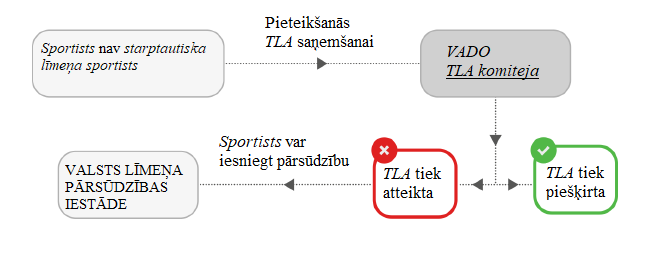 Sportists nav starptautiska
līmeņa sportists
Pieteikšanās
TLA saņemšanai
VADO
TLA komiteja
VALSTS LĪMEŅA
PĀRSŪDZĪBAS
IESTĀDE
Sportists var
iesniegt pārsūdzību
TLA tiek
atteikta
TLA tiek
piešķirta